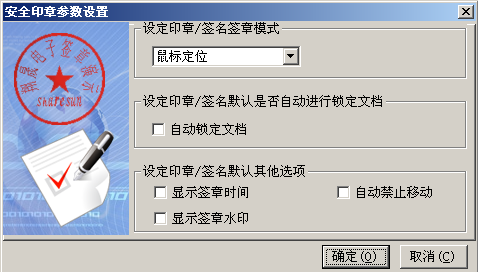 安全印章参数设置
设定印章/签名签章模式
鼠标定位
设定印章/签名默认是否自动进行锁定文档
自动锁定文档
设定印章/签名默认其他选项
显示签章时间
自动禁止移动
显示签章水印
确定(O)
取消(C)